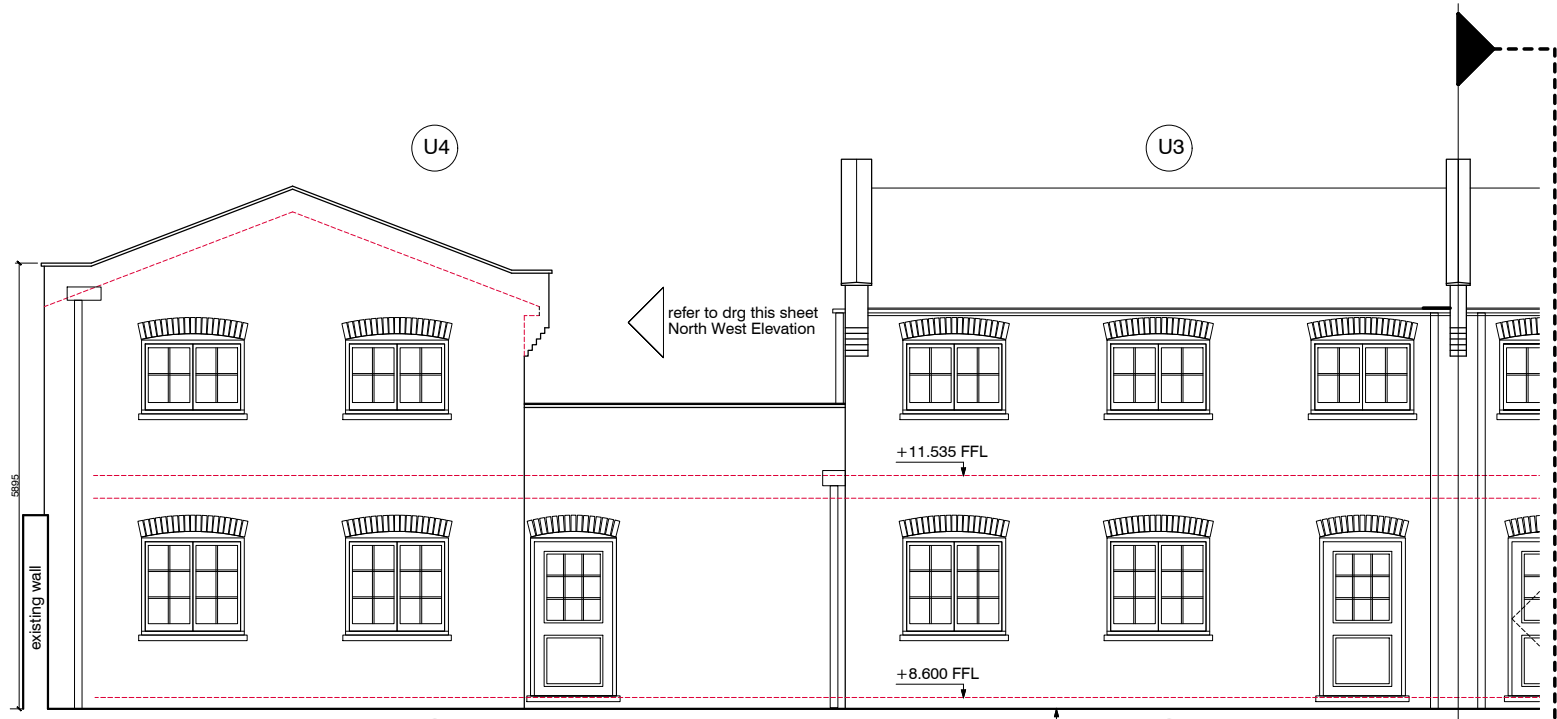 U4
U3
refer to drg this sheet
North West Elevation
+11.535 FFL
5895
existing wall
+8.600 FFL